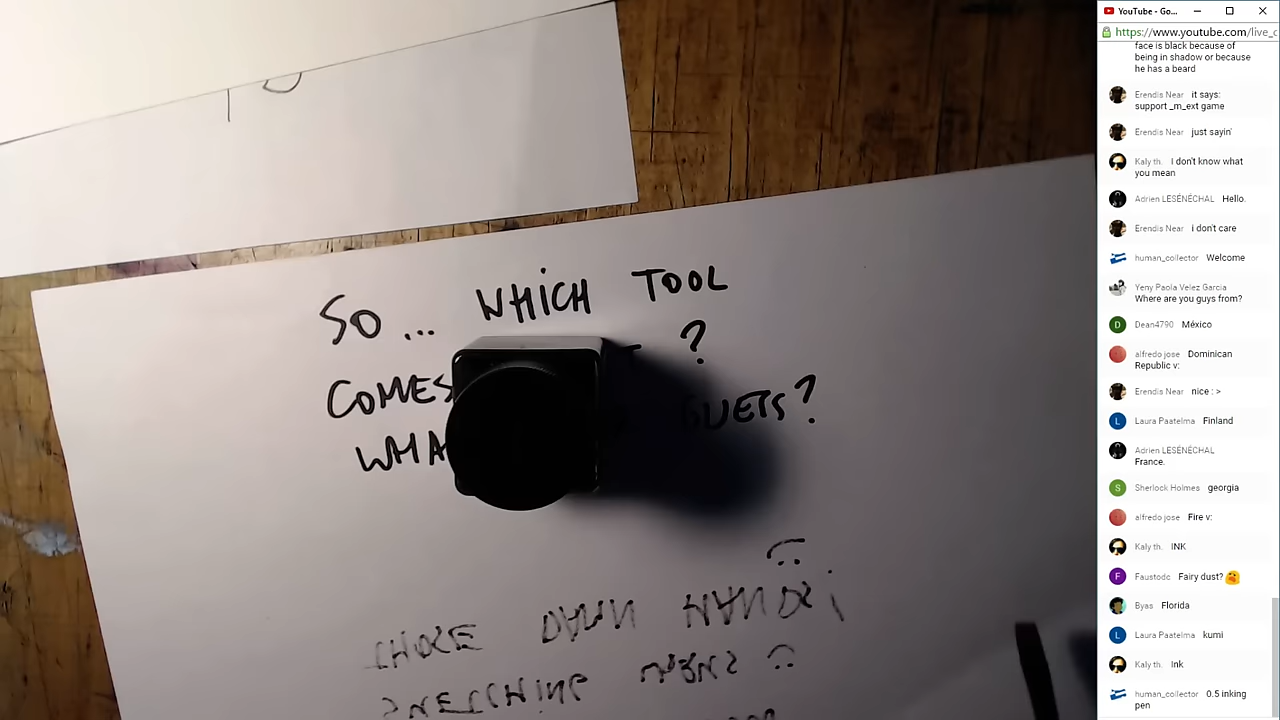 SO... WHICH TOOL
COMES ?
?
YouTube - Go...
https://www.youtube.com/live_c
face is black because of
being in shadow or because
he has a beard
Erendis Near it says:
support _m_ext game
Erendis Near just sayin'
Kaly th. I don't know what
you mean
Adrien LESÉNÉCHAL Hello.
Erendis Near i don't care
human_collector Welcome
Yeny Paola Velez Garcia
Where are you guys from?
D Dean4790 México
alfredo jose Dominican
Republic v:
Erendis Near nice : >
L Laura Paatelma Finland
Adrien LESÉNÉCHAL
France.
S Sherlock Holmes georgia
alfredo jose Fire v:
Kaly th. INK
F Faustodc Fairy dust?
Byas Florida
L Laura Paatelma kumi
Kaly th. Ink
human_collector 0.5 inking
pen